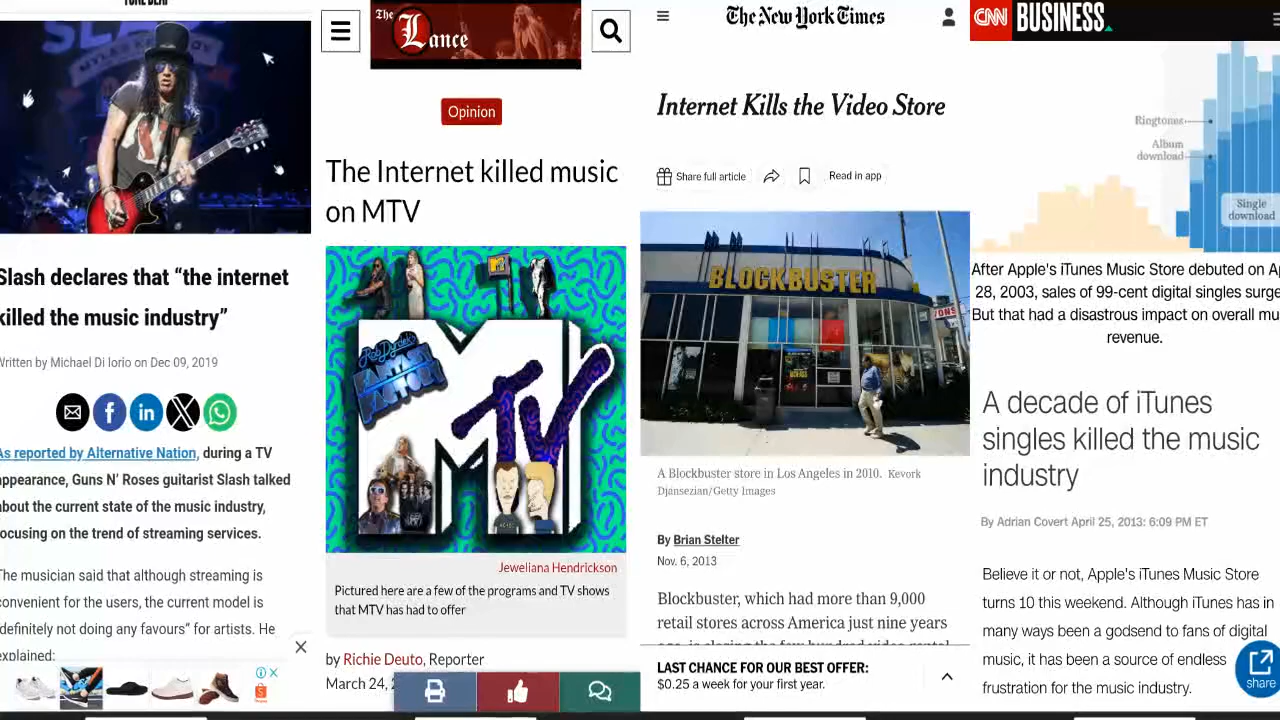 TONE DEAF
Slash declares that “the internet
killed the music industry”
Written by Michael Di Iorio on Dec 09, 2019
As reported by Alternative Nation, during a TV
appearance, Guns N’ Roses guitarist Slash talked
about the current state of the music industry,
focusing on the trend of streaming services.
The musician said that although streaming is
convenient for the users, the current model is
“definitely not doing any favours” for artists. He
explained:
The Lance
Opinion
The Internet killed music
on MTV
MTV
Jeweliana Hendrickson
Pictured here are a few of the programs and TV shows
that MTV has had to offer
by Richie Deuto, Reporter
March 24,
The New York Times
Internet Kills the Video Store
Share full article
Read in app
BLOCKBUSTER
A Blockbuster store in Los Angeles in 2010. Kevork
Djansezian/Getty Images
By Brian Stelter
Nov. 6, 2013
Blockbuster, which had more than 9,000
retail stores across America just nine years
LAST CHANCE FOR OUR BEST OFFER:
$0.25 a week for your first year.
CNN BUSINESS
Ringtones
Album
download
Single
download
After Apple's iTunes Music Store debuted on Ap
28, 2003, sales of 99-cent digital singles surge
But that had a disastrous impact on overall mu
revenue.
A decade of iTunes
singles killed the music
industry
By Adrian Covert April 25, 2013: 6:09 PM ET
Believe it or not, Apple's iTunes Music Store
turns 10 this weekend. Although iTunes has in
many ways been a godsend to fans of digital
music, it has been a source of endless
frustration for the music industry.
share